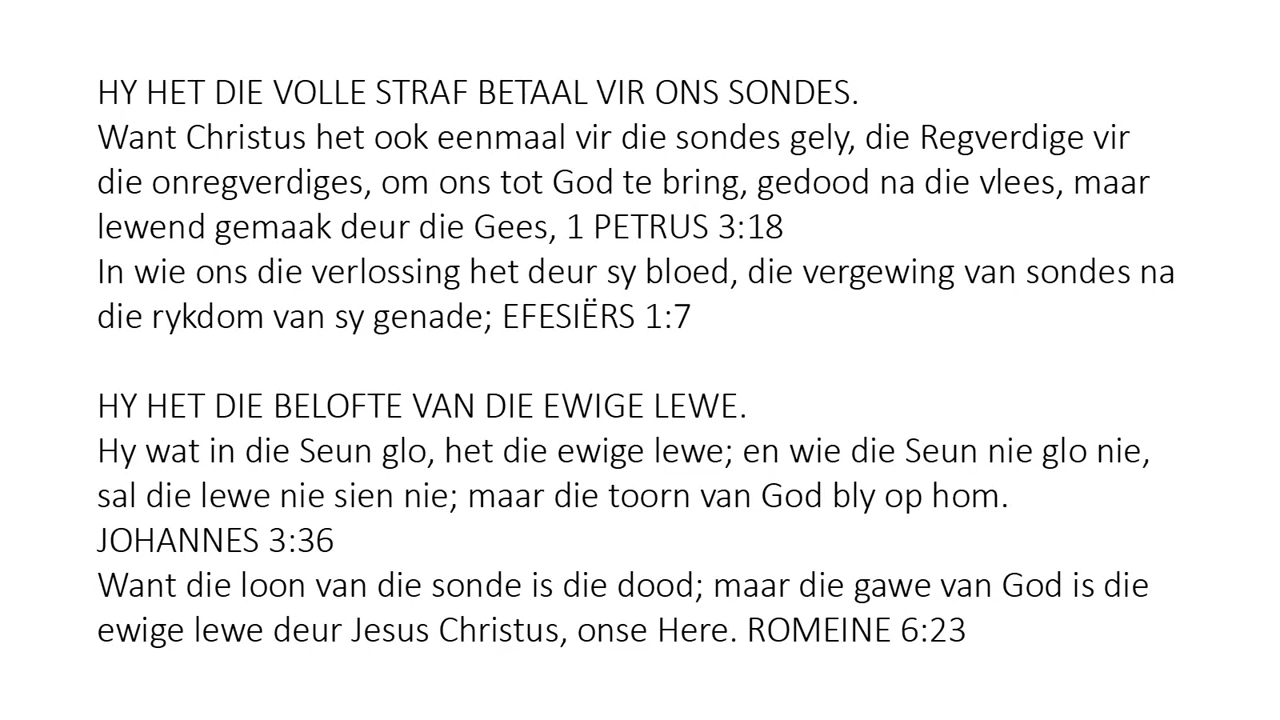 HY HET DIE VOLLE STRAF BETAAL VIR ONS SONDES.
Want Christus het ook eenmaal vir die sondes gely, die Regverdige vir
die onregverdiges, om ons tot God te bring, gedood na die vlees, maar
lewend gemaak deur die Gees, 1 PETRUS 3:18
In wie ons die verlossing het deur sy bloed, die vergewing van sondes na
die rykdom van sy genade; EFESIËRS 1:7
HY HET DIE BELOFTE VAN DIE EWIGE LEWE.
Hy wat in die Seun glo, het die ewige lewe; en wie die Seun nie glo nie,
sal die lewe nie sien nie; maar die toorn van God bly op hom.
JOHANNES 3:36
Want die loon van die sonde is die dood; maar die gawe van God is die
ewige lewe deur Jesus Christus, onse Here. ROMEINE 6:23